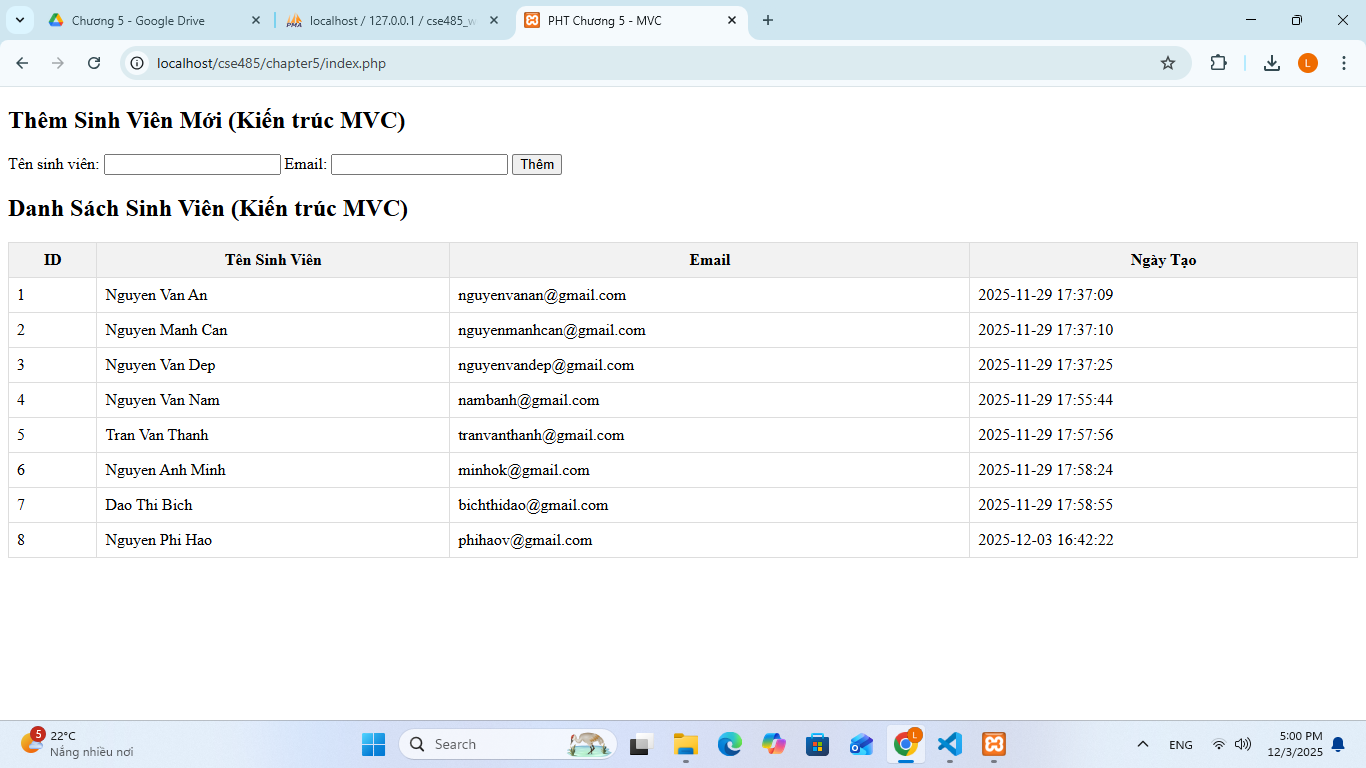 Chương 5 - Google Drive
localhost / 127.0.0.1 / cse485_w
PHT Chương 5 - MVC
localhost/cse485/chapter5/index.php
L
Thêm Sinh Viên Mới (Kiến trúc MVC)
Tên sinh viên: Email: Thêm
Danh Sách Sinh Viên (Kiến trúc MVC)
ID Tên Sinh Viên Email Ngày Tạo
1 Nguyen Van An nguyenvanan@gmail.com 2025-11-29 17:37:09
2 Nguyen Manh Can nguyenmanhcan@gmail.com 2025-11-29 17:37:10
3 Nguyen Van Dep nguyenvandep@gmail.com 2025-11-29 17:37:25
4 Nguyen Van Nam nambanh@gmail.com 2025-11-29 17:55:44
5 Tran Van Thanh tranvanthanh@gmail.com 2025-11-29 17:57:56
6 Nguyen Anh Minh minhok@gmail.com 2025-11-29 17:58:24
7 Dao Thi Bich bichthidao@gmail.com 2025-11-29 17:58:55
8 Nguyen Phi Hao phihaov@gmail.com 2025-12-03 16:42:22
5
22°C
Nắng nhiều nơi
Search
L
ENG
5:00 PM
12/3/2025